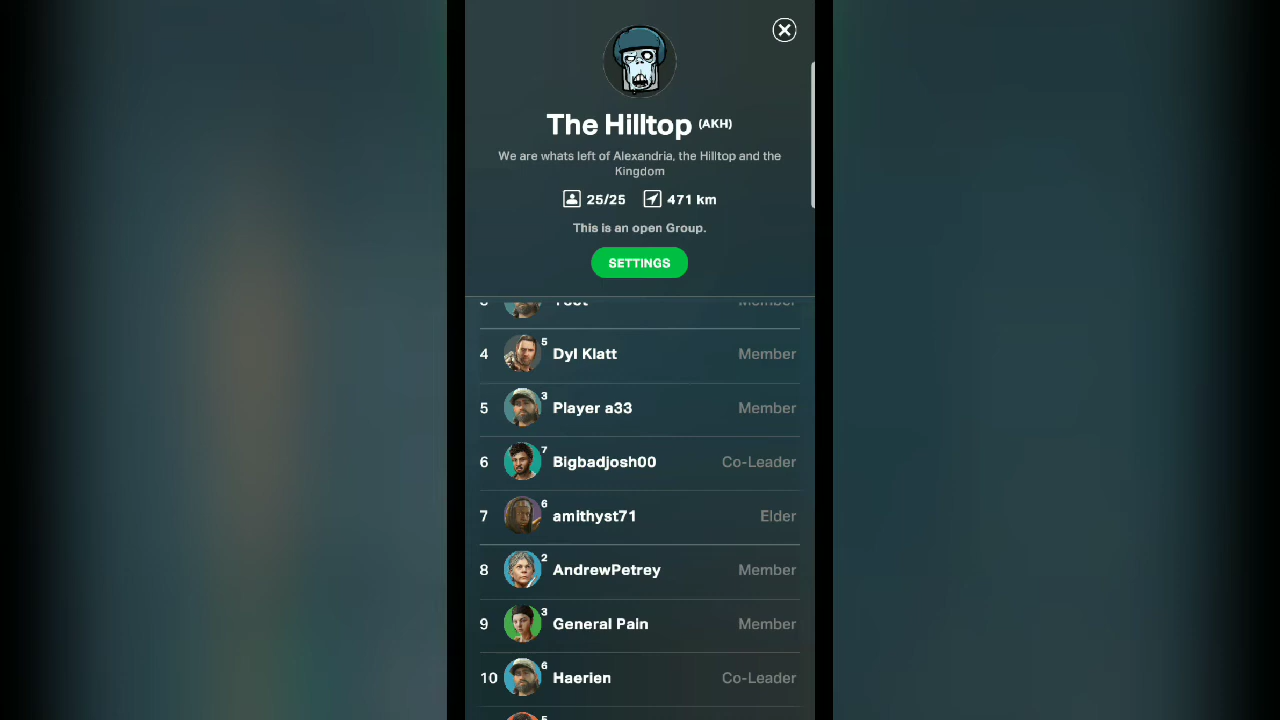 The Hilltop (AKH)
We are whats left of Alexandria, the Hilltop and the
Kingdom
25/25 471 km
This is an open Group.
SETTINGS
Member
4 5 Dyl Klatt Member
5 3 Player a33 Member
6 7 Bigbadjosh00 Co-Leader
7 6 amithyst71 Elder
8 2 AndrewPetrey Member
9 3 General Pain Member
10 6 Haerien Co-Leader
5